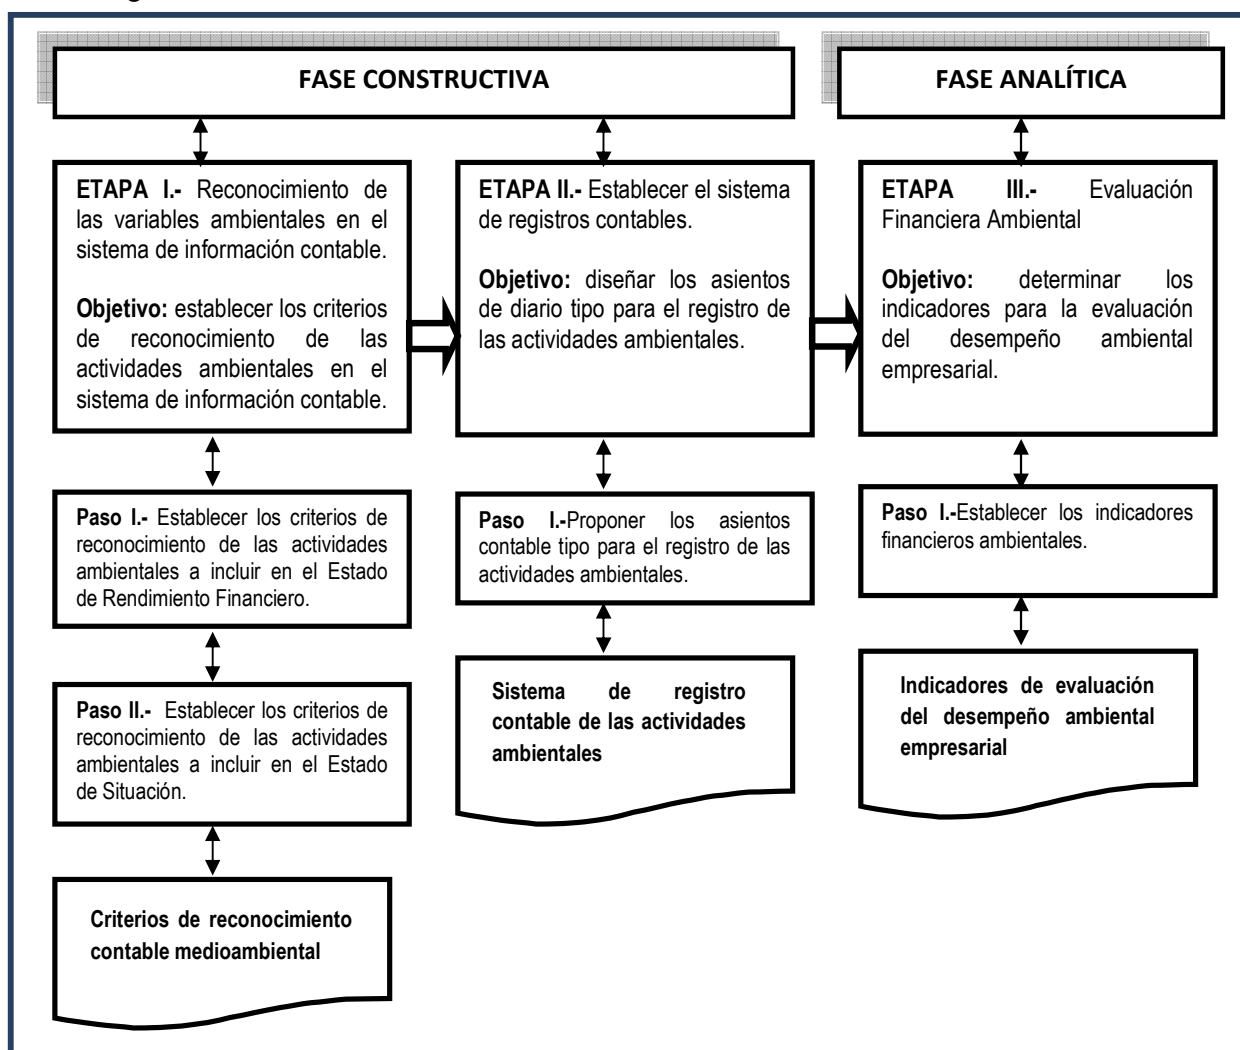 FASE CONSTRUCTIVA
FASE ANALÍTICA
ETAPA I.- Reconocimiento de
las variables ambientales en el
sistema de información contable.
Objetivo: establecer los criterios
de reconocimiento de las
actividades ambientales en el
sistema de información contable.
ETAPA II.- Establecer el sistema
de registros contables.
Objetivo: diseñar los asientos
de diario tipo para el registro de
las actividades ambientales.
ETAPA III.- Evaluación
Financiera Ambiental
Objetivo: determinar los
indicadores para la evaluación
del desempeño ambiental
empresarial.
Paso I.- Establecer los criterios de
reconocimiento de las actividades
ambientales a incluir en el Estado
de Rendimiento Financiero.
Paso I.-Proponer los asientos
contable tipo para el registro de las
actividades ambientales.
Paso I.-Establecer los indicadores
financieros ambientales.
Paso II.- Establecer los criterios de
reconocimiento de las actividades
ambientales a incluir en el Estado
de Situación.
Sistema de registro
contable de las actividades
ambientales
Indicadores de evaluación
del desempeño ambiental
empresarial
Criterios de reconocimiento
contable medioambiental